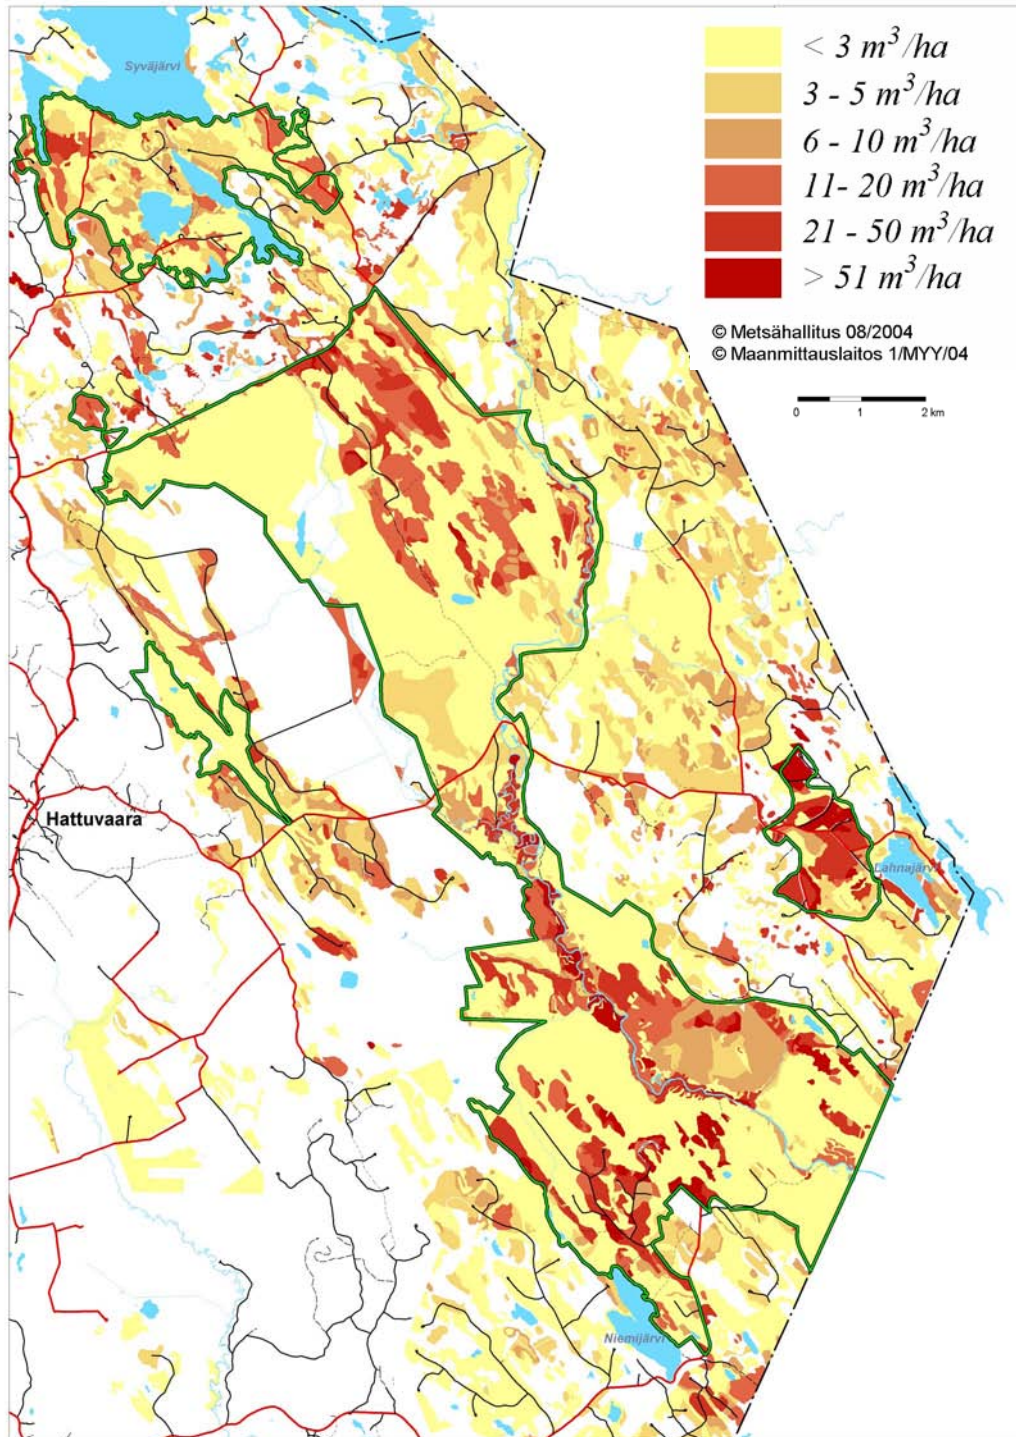 < 3 m³/ha
3 - 5 m³/ha
6 - 10 m³/ha
11- 20 m³/ha
21 - 50 m³/ha
> 51 m³/ha
© Metsähallitus 08/2004
© Maanmittauslaitos 1/MYY/04
0 1 2 km
Syväjärvi
Hattuvaara
Lahnajärvi
Niemijärvi